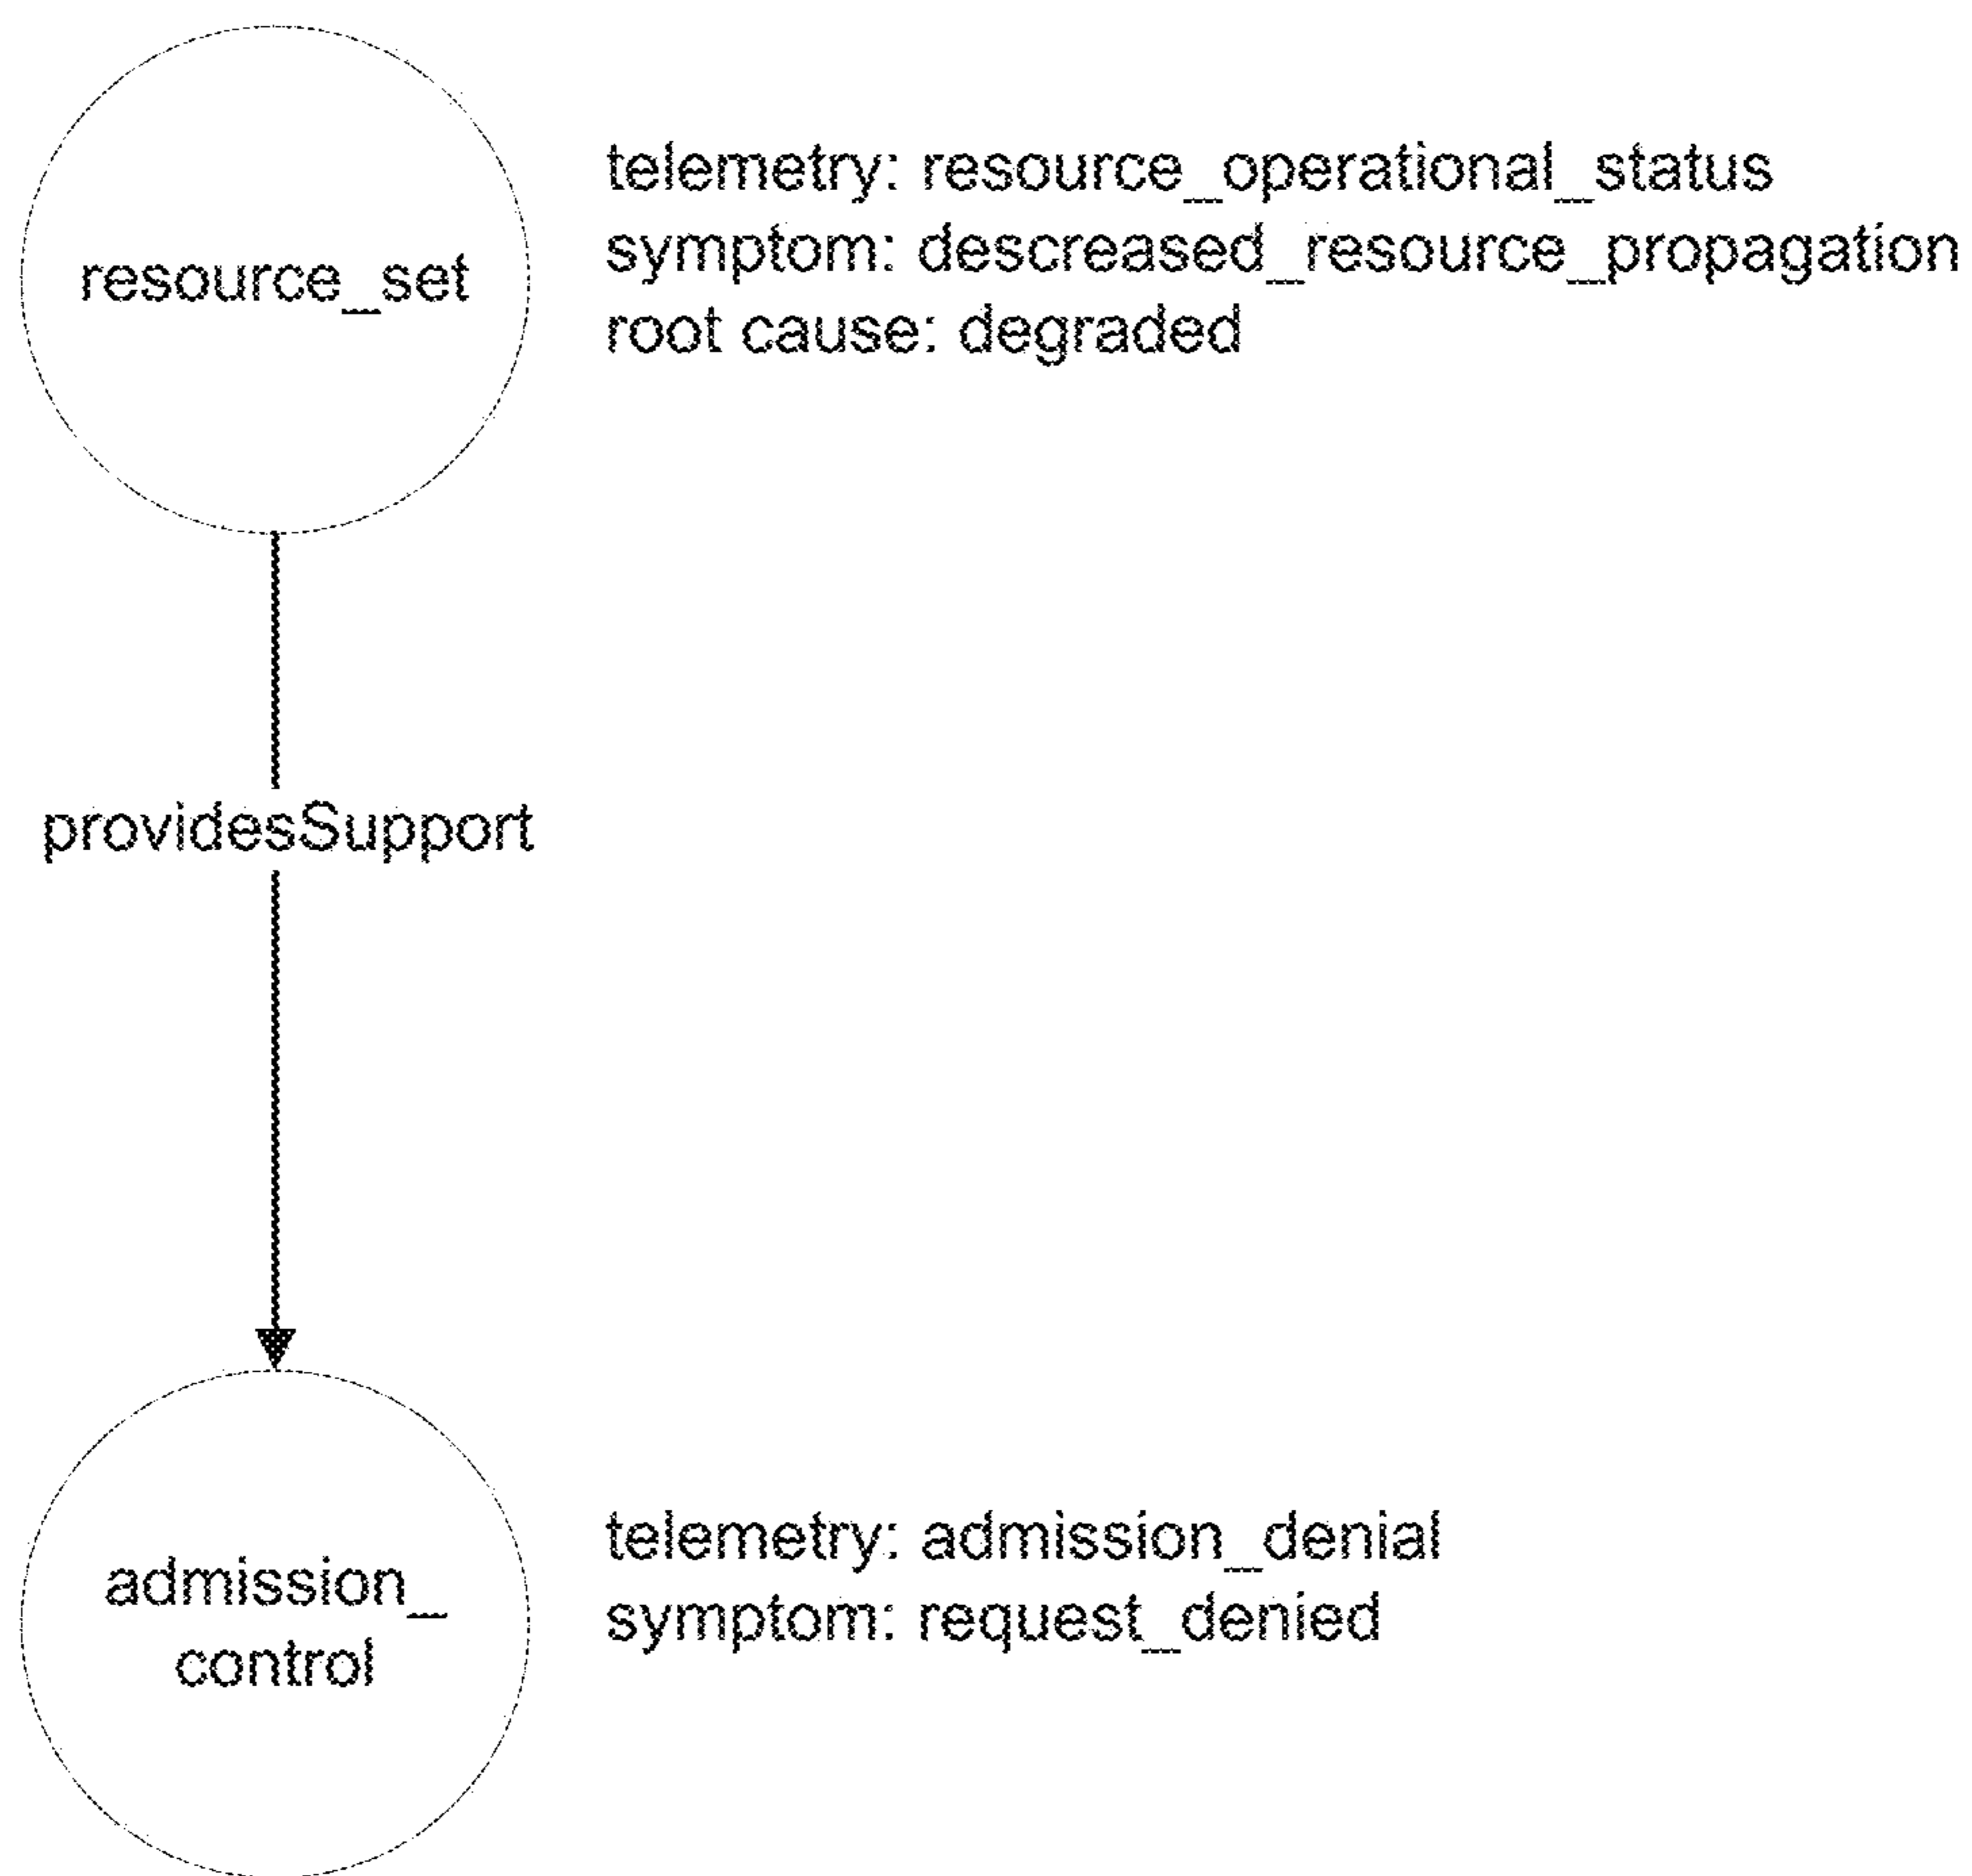 telemetry: resource_operational_status
symptom: descreased_resource_propagation
resource_set
root cause: degraded
providesSupport
telemetry: admission_denial
admission_
symptom: request_denied
control